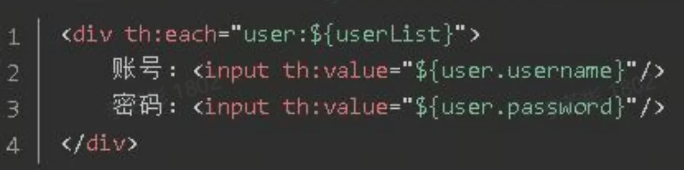 1 <div th:each="user:${userList}">
2 账号：<input th:value="${user.username}"/>
3 密码：<input th:value="${user.password}"/>
4 </div>